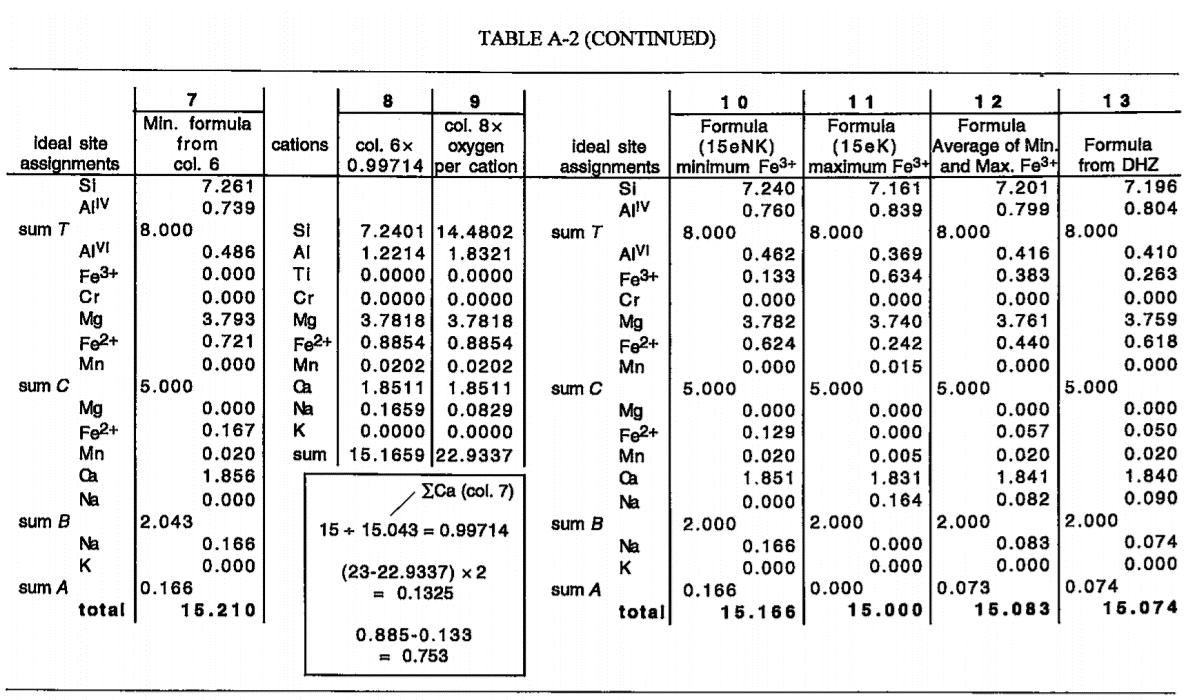 TABLE A-2 (CONTINUED)
7 8 9 10 11 12 13
ideal site assignments | Min. formula from col. 6 | cations | col. 6× 0.99714 | col. 8× oxygen per cation | ideal site assignments | Formula (15eNK) minimum Fe3+ | Formula (15eK) maximum Fe3+ | Formula Average of Min. and Max. Fe3+ | Formula from DHZ
Si 7.261 Si 7.240 7.161 7.201 7.196
AlIV 0.739 AlIV 0.760 0.839 0.799 0.804
sum T 8.000 Si 7.2401 14.4802 sum T 8.000 8.000 8.000 8.000
AlVI 0.486 Al 1.2214 1.8321 AlVI 0.462 0.369 0.416 0.410
Fe3+ 0.000 Ti 0.0000 0.0000 Fe3+ 0.133 0.634 0.383 0.263
Cr 0.000 Cr 0.0000 0.0000 Cr 0.000 0.000 0.000 0.000
Mg 3.793 Mg 3.7818 3.7818 Mg 3.782 3.740 3.761 3.759
Fe2+ 0.721 Fe2+ 0.8854 0.8854 Fe2+ 0.624 0.242 0.440 0.618
Mn 0.000 Mn 0.0202 0.0202 Mn 0.000 0.015 0.000 0.000
sum C 5.000 Ca 1.8511 1.8511 sum C 5.000 5.000 5.000 5.000
Mg 0.000 Na 0.1659 0.0829 Mg 0.000 0.000 0.000 0.000
Fe2+ 0.167 K 0.0000 0.0000 Fe2+ 0.129 0.000 0.057 0.050
Mn 0.020 sum 15.1659 22.9337 Mn 0.020 0.005 0.020 0.020
Ca 1.856 Ca 1.851 1.831 1.841 1.840
Na 0.000 Na 0.000 0.164 0.082 0.090
sum B 2.043 sum B 2.000 2.000 2.000 2.000
Na 0.166 Na 0.166 0.000 0.083 0.074
K 0.000 K 0.000 0.000 0.000 0.000
sum A 0.166 sum A 0.166 0.000 0.073 0.074
total 15.210 total 15.166 15.000 15.083 15.074
ΣCa (col. 7)
15 ÷ 15.043 = 0.99714
(23-22.9337) × 2
= 0.1325
0.885-0.133
= 0.753